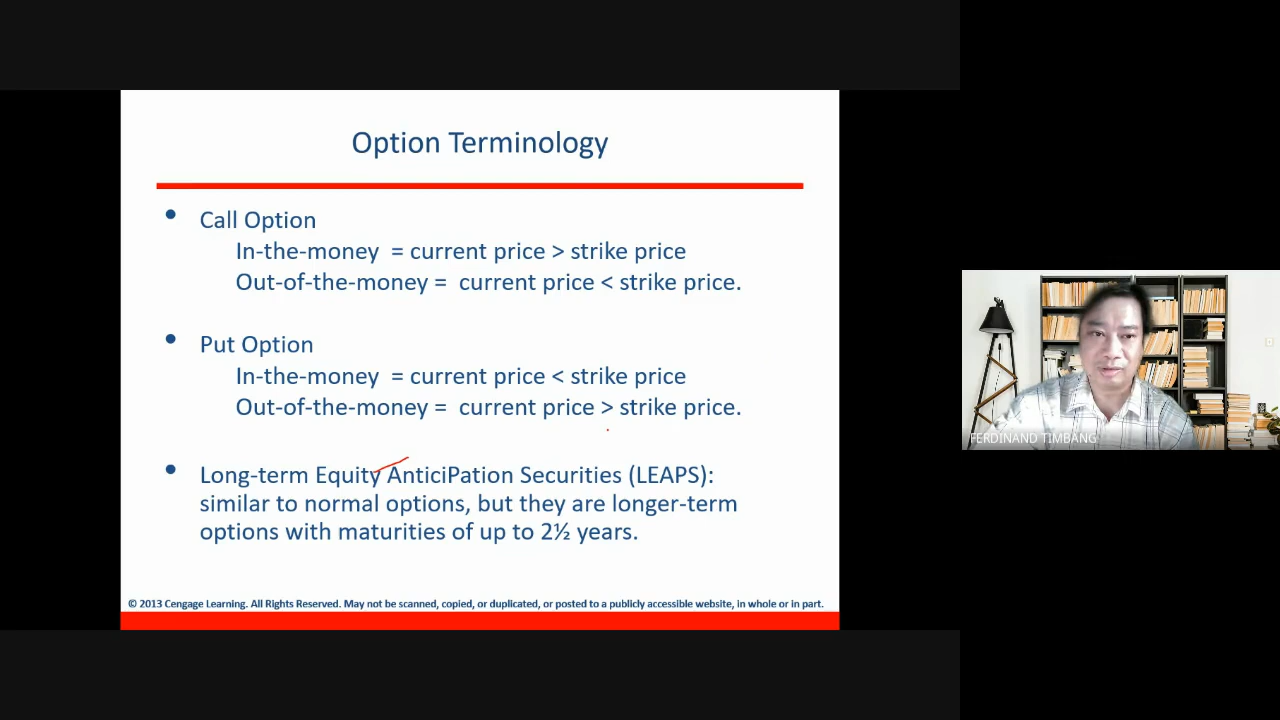 Option Terminology
• Call Option
In-the-money = current price > strike price
Out-of-the-money = current price < strike price.
• Put Option
In-the-money = current price < strike price
Out-of-the-money = current price > strike price.
• Long-term Equity AnticiPation Securities (LEAPS):
similar to normal options, but they are longer-term
options with maturities of up to 2½ years.
© 2013 Cengage Learning. All Rights Reserved. May not be scanned, copied, or duplicated, or posted to a publicly accessible website, in whole or in part.
FERDINAND TIMBANG